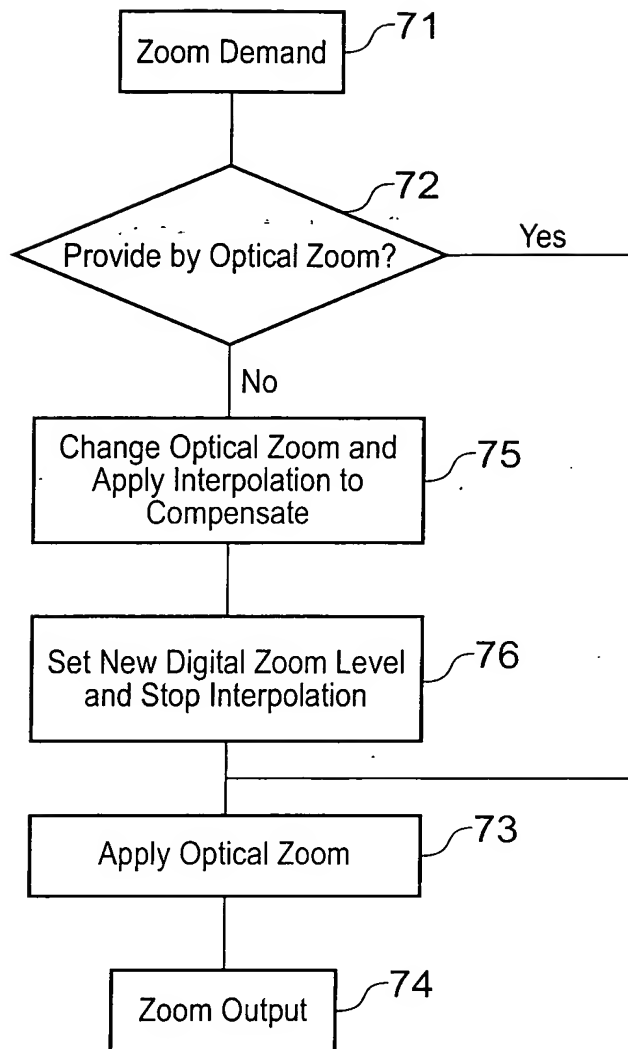 71
Zoom Demand
72
Provide by Optical Zoom?
Yes
No
Change Optical Zoom and
Apply Interpolation to
Compensate
75
Set New Digital Zoom Level
and Stop Interpolation
76
Apply Optical Zoom
73
Zoom Output
74